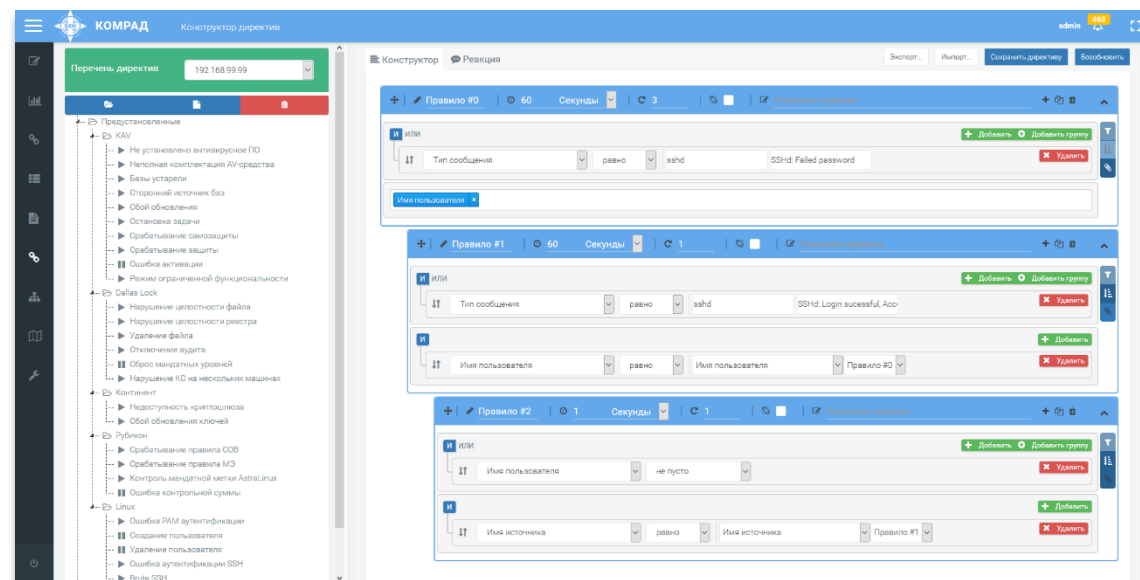 КОМРАД
Конструктор директив
admin
463
Перечень директив
192.168.99.99
Предустановленные
KAV
Не установлено антивирусное ПО
Неполная комплектация AV-средства
Базы устарели
Сторонний источник баз
Сбой обновления
Остановка задачи
Срабатывание самозащиты
Срабатывание защиты
Ошибка активации
Режим ограниченной функциональности
Dallas Lock
Нарушение целостности файла
Нарушение целостности реестра
Удаление файла
Отключение аудита
Сброс мандатных уровней
Нарушение КС на нескольких машинах
Континент
Недоступность криптошлюза
Сбой обновления ключей
Рубикон
Срабатывание правила СОВ
Срабатывание правила МЭ
Контроль мандатной метки AstraLinux
Ошибка контрольной суммы
Linux
Ошибка PAM аутентификации
Создание пользователя
Удаление пользователя
Ошибка аутентификации SSH
Brute SSH
Конструктор
Реакция
Экспорт...
Импорт...
Сохранить директиву
Возобновить
Правило #0 60 Секунды 3
И ИЛИ
Добавить Добавить группу
Тип сообщения равно sshd SSHd: Failed password
Удалить
Имя пользователя ×
Правило #1 60 Секунды 1
И ИЛИ
Добавить Добавить группу
Тип сообщения равно sshd SSHd: Login sucessful, Acc
Удалить
И
Добавить
Имя пользователя равно Имя пользователя Правило #0
Удалить
Правило #2 1 Секунды 1
И ИЛИ
Добавить Добавить группу
Имя пользователя не пусто
Удалить
И
Добавить
Имя источника равно Имя источника Правило #1
Удалить